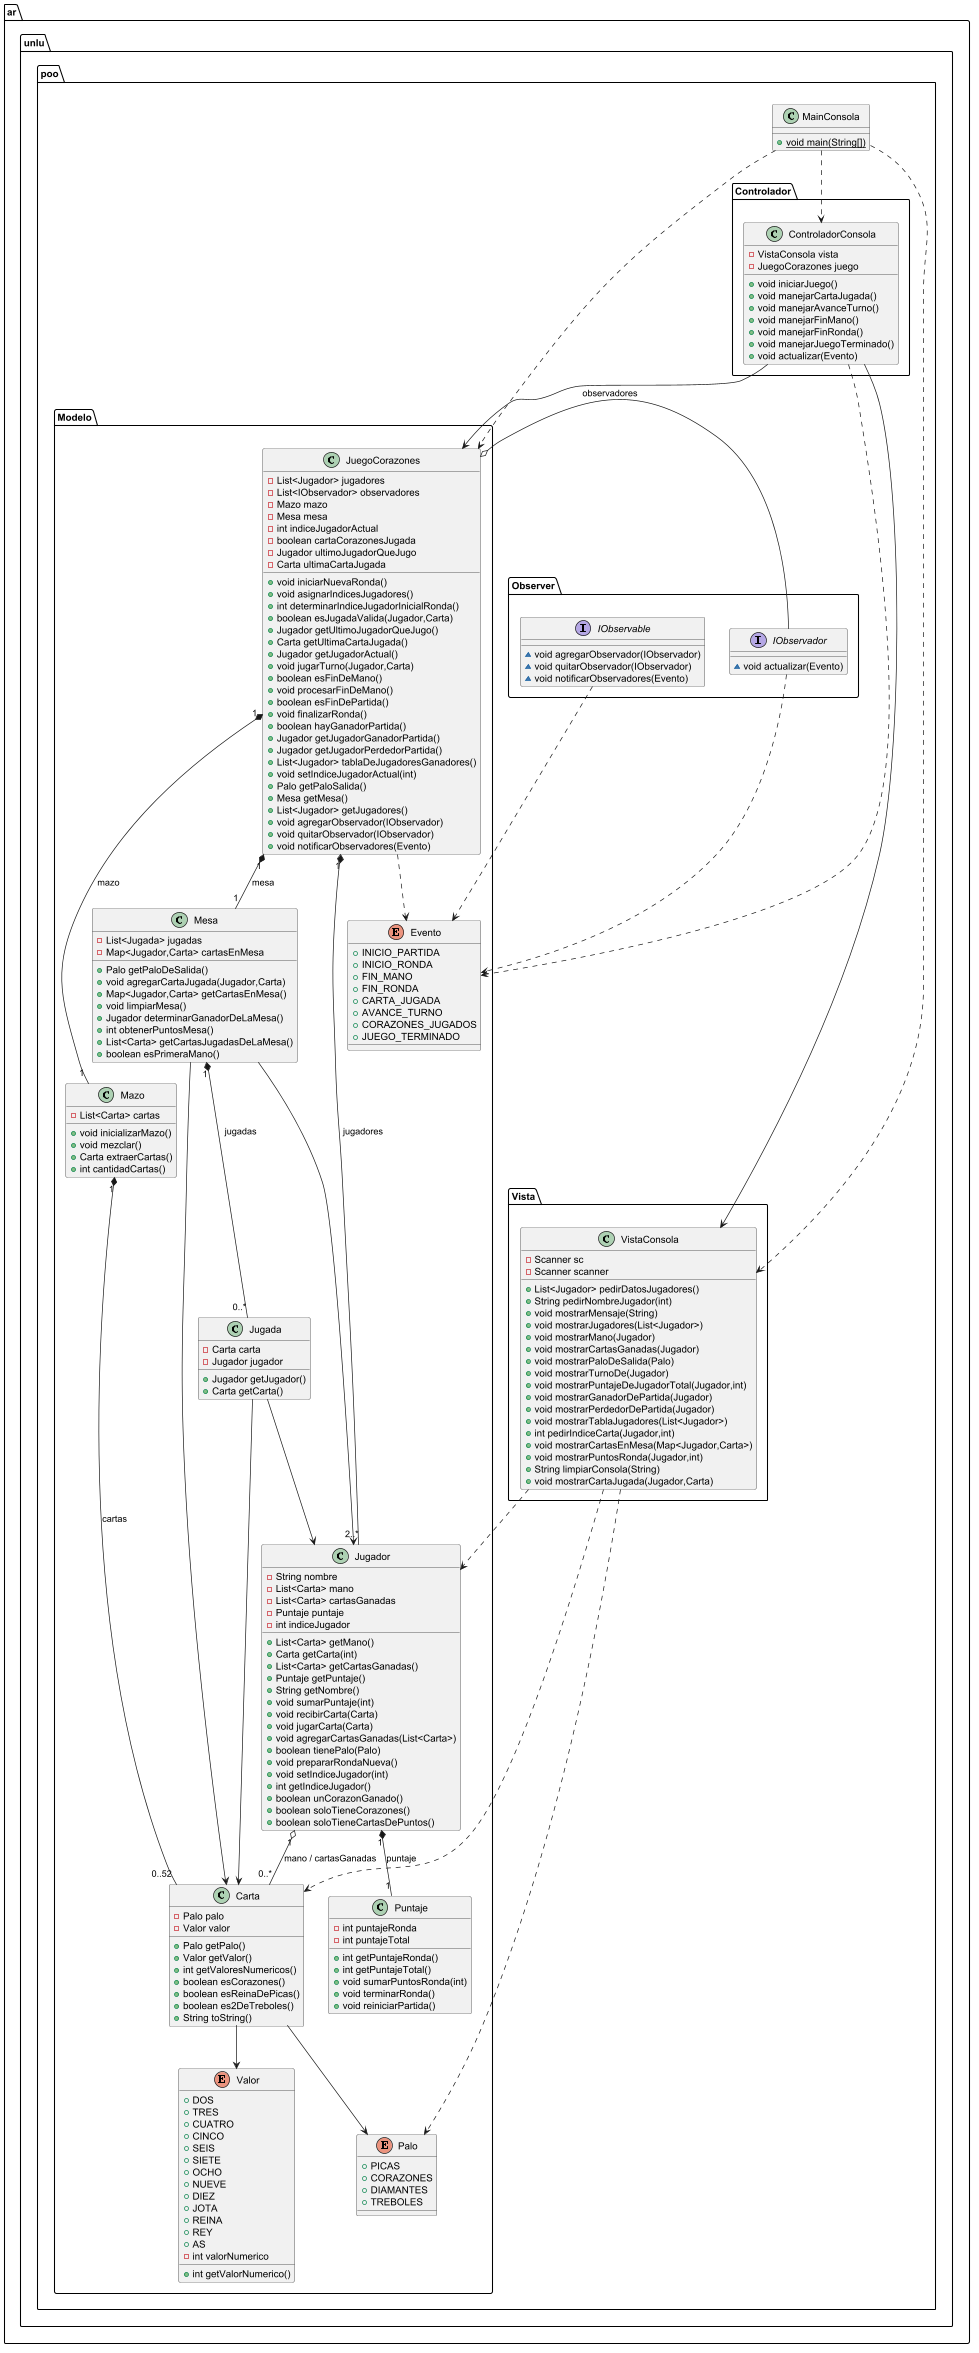 ar
unlu
poo
C MainConsola
void main(String[])
Controlador
C ControladorConsola
VistaConsola vista
JuegoCorazones juego
void iniciarJuego()
void manejarCartaJugada()
void manejarAvanceTurno()
void manejarFinMano()
void manejarFinRonda()
void manejarJuegoTerminado()
void actualizar(Evento)
observadores
Modelo
C JuegoCorazones
List<Jugador> jugadores
List<IObservador> observadores
Mazo mazo
Mesa mesa
int indiceJugadorActual
boolean cartaCorazonesJugada
Jugador ultimoJugadorQueJugo
Carta ultimaCartaJugada
void iniciarNuevaRonda()
void asignarIndicesJugadores()
int determinarIndiceJugadorInicialRonda()
boolean esJugadaValida(Jugador,Carta)
Jugador getUltimoJugadorQueJugo()
Carta getUltimaCartaJugada()
Jugador getJugadorActual()
void jugarTurno(Jugador,Carta)
boolean esFinDeMano()
void procesarFinDeMano()
boolean esFinDePartida()
void finalizarRonda()
boolean hayGanadorPartida()
Jugador getJugadorGanadorPartida()
Jugador getJugadorPerdedorPartida()
List<Jugador> tablaDeJugadoresGanadores()
void setIndiceJugadorActual(int)
Palo getPaloSalida()
Mesa getMesa()
List<Jugador> getJugadores()
void agregarObservador(IObservador)
void quitarObservador(IObservador)
void notificarObservadores(Evento)
Observer
I IObservable
void agregarObservador(IObservador)
void quitarObservador(IObservador)
void notificarObservadores(Evento)
I IObservador
void actualizar(Evento)
1
1
1
mazo
mesa
1
C Mesa
List<Jugada> jugadas
Map<Jugador,Carta> cartasEnMesa
Palo getPaloDeSalida()
void agregarCartaJugada(Jugador,Carta)
Map<Jugador,Carta> getCartasEnMesa()
void limpiarMesa()
Jugador determinarGanadorDeLaMesa()
int obtenerPuntosMesa()
List<Carta> getCartasJugadasDeLaMesa()
boolean esPrimeraMano()
E Evento
INICIO_PARTIDA
INICIO_RONDA
FIN_MANO
FIN_RONDA
CARTA_JUGADA
AVANCE_TURNO
CORAZONES_JUGADOS
JUEGO_TERMINADO
1
1
C Mazo
List<Carta> cartas
void inicializarMazo()
void mezclar()
Carta extraerCartas()
int cantidadCartas()
1
jugadas
jugadores
Vista
C VistaConsola
Scanner sc
Scanner scanner
List<Jugador> pedirDatosJugadores()
String pedirNombreJugador(int)
void mostrarMensaje(String)
void mostrarJugadores(List<Jugador>)
void mostrarMano(Jugador)
void mostrarCartasGanadas(Jugador)
void mostrarPaloDeSalida(Palo)
void mostrarTurnoDe(Jugador)
void mostrarPuntajeDeJugadorTotal(Jugador,int)
void mostrarGanadorDePartida(Jugador)
void mostrarPerdedorDePartida(Jugador)
void mostrarTablaJugadores(List<Jugador>)
int pedirIndiceCarta(Jugador,int)
void mostrarCartasEnMesa(Map<Jugador,Carta>)
void mostrarPuntosRonda(Jugador,int)
String limpiarConsola(String)
void mostrarCartaJugada(Jugador,Carta)
0..*
C Jugada
Carta carta
Jugador jugador
Jugador getJugador()
Carta getCarta()
cartas
2..*
C Jugador
String nombre
List<Carta> mano
List<Carta> cartasGanadas
Puntaje puntaje
int indiceJugador
List<Carta> getMano()
Carta getCarta(int)
List<Carta> getCartasGanadas()
Puntaje getPuntaje()
String getNombre()
void sumarPuntaje(int)
void recibirCarta(Carta)
void jugarCarta(Carta)
void agregarCartasGanadas(List<Carta>)
boolean tienePalo(Palo)
void prepararRondaNueva()
void setIndiceJugador(int)
int getIndiceJugador()
boolean unCorazonGanado()
boolean soloTieneCorazones()
boolean soloTieneCartasDePuntos()
1
1
mano / cartasGanadas
puntaje
0..52
0..*
1
C Carta
Palo palo
Valor valor
Palo getPalo()
Valor getValor()
int getValoresNumericos()
boolean esCorazones()
boolean esReinaDePicas()
boolean es2DeTreboles()
String toString()
C Puntaje
int puntajeRonda
int puntajeTotal
int getPuntajeRonda()
int getPuntajeTotal()
void sumarPuntosRonda(int)
void terminarRonda()
void reiniciarPartida()
E Valor
DOS
TRES
CUATRO
CINCO
SEIS
SIETE
OCHO
NUEVE
DIEZ
JOTA
REINA
REY
AS
int valorNumerico
int getValorNumerico()
E Palo
PICAS
CORAZONES
DIAMANTES
TREBOLES